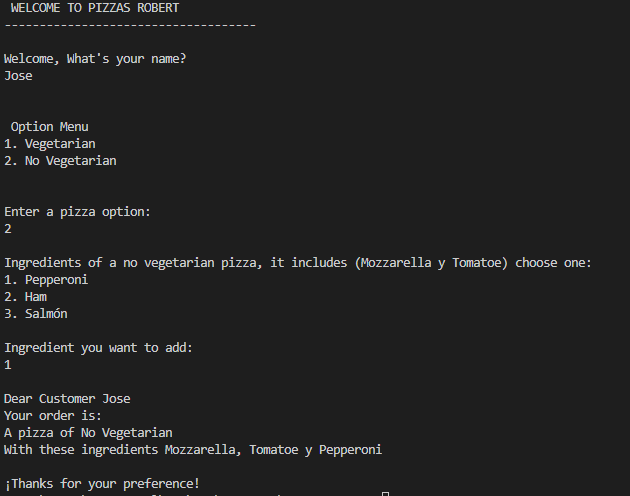 WELCOME TO PIZZAS ROBERT
------------------------------------
Welcome, What's your name?
Jose
Option Menu
1. Vegetarian
2. No Vegetarian
Enter a pizza option:
2
Ingredients of a no vegetarian pizza, it includes (Mozzarella y Tomatoe) choose one:
1. Pepperoni
2. Ham
3. Salmón
Ingredient you want to add:
1
Dear Customer Jose
Your order is:
A pizza of No Vegetarian
With these ingredients Mozzarella, Tomatoe y Pepperoni
¡Thanks for your preference!